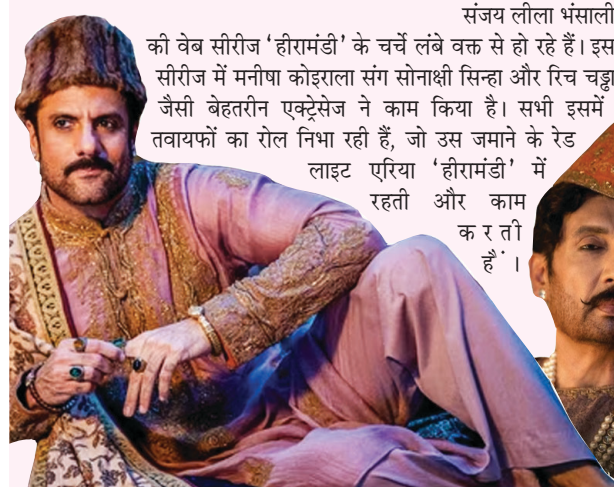 संजय लीला भंसाली
की वेब सीरीज ‘हीरामंडी’ के चर्चे लंबे वक्त से हो रहे हैं। इस
सीरीज में मनीषा कोइराला संग सोनाक्षी सिन्हा और रिच चड्ढा
जैसी बेहतरीन एक्ट्रेसेज ने काम किया है। सभी इसमें
तवायफों का रोल निभा रही हैं, जो उस जमाने के रेड
लाइट एरिया ‘हीरामंडी’ में
रहती और काम
करती
हैं।